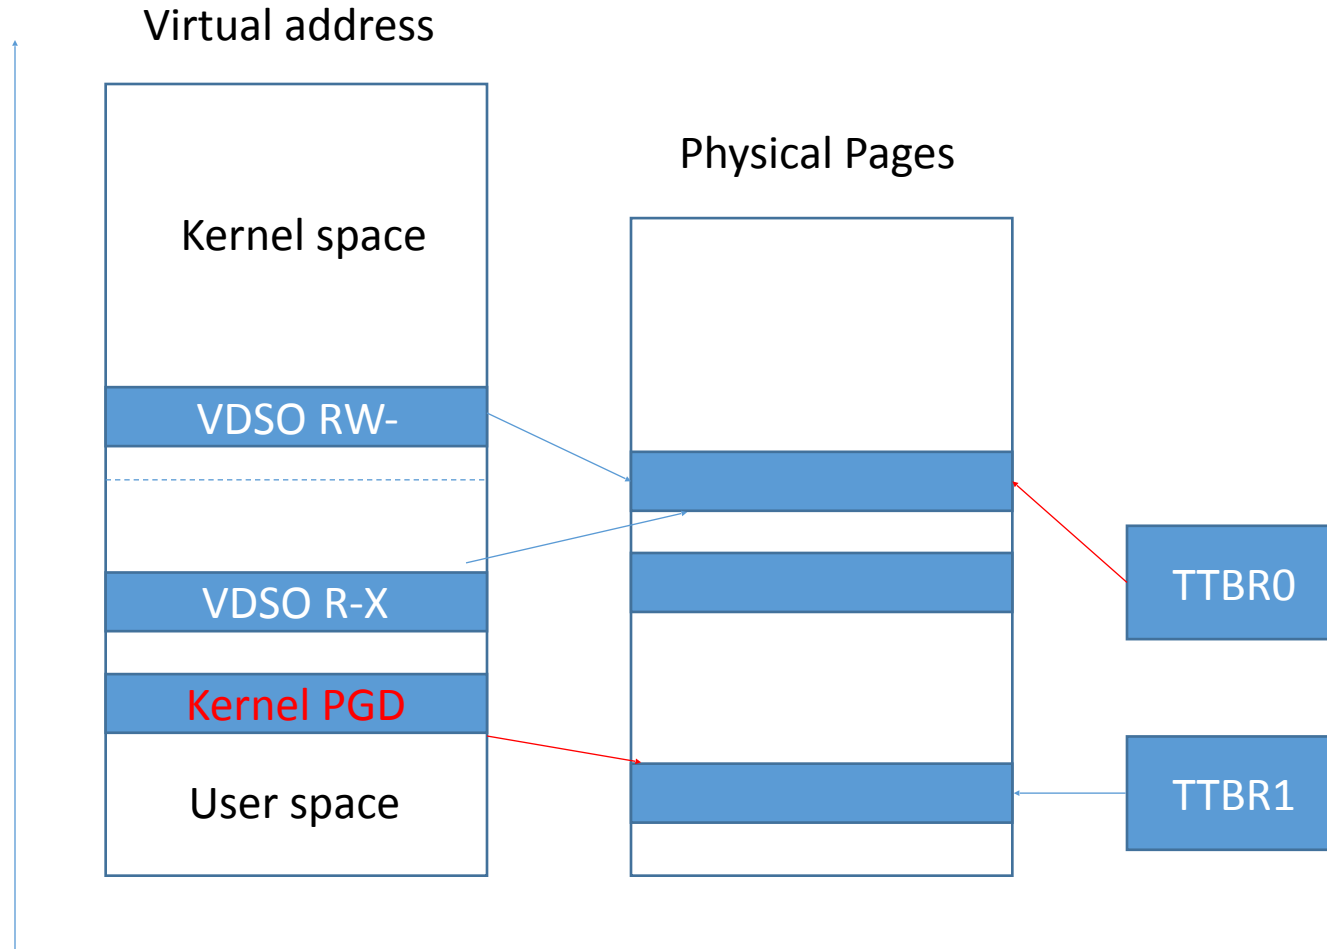 Virtual address
Physical Pages
Kernel space
VDSO RW-
VDSO R-X
TTBR0
Kernel PGD
User space
TTBR1